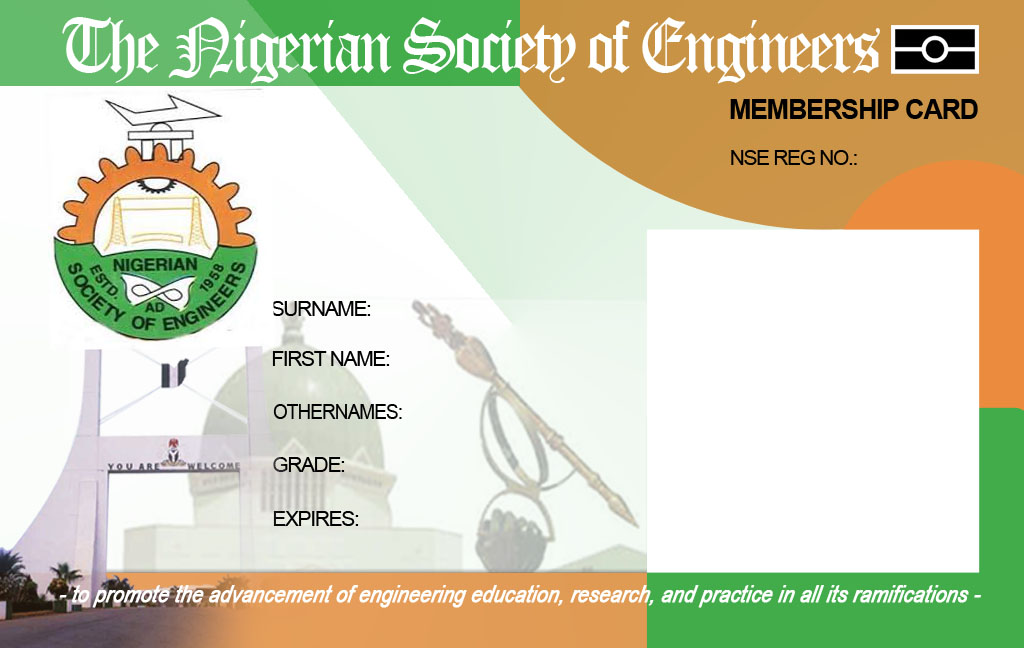 The Nigerian Society of Engineers
MEMBERSHIP CARD
NSE REG NO.:
NIGERIAN
ESTD. AD 1958
SOCIETY OF ENGINEERS
SURNAME:
FIRST NAME:
OTHERNAMES:
GRADE:
EXPIRES:
YOU ARE WELCOME
- to promote the advancement of engineering education, research, and practice in all its ramifications -